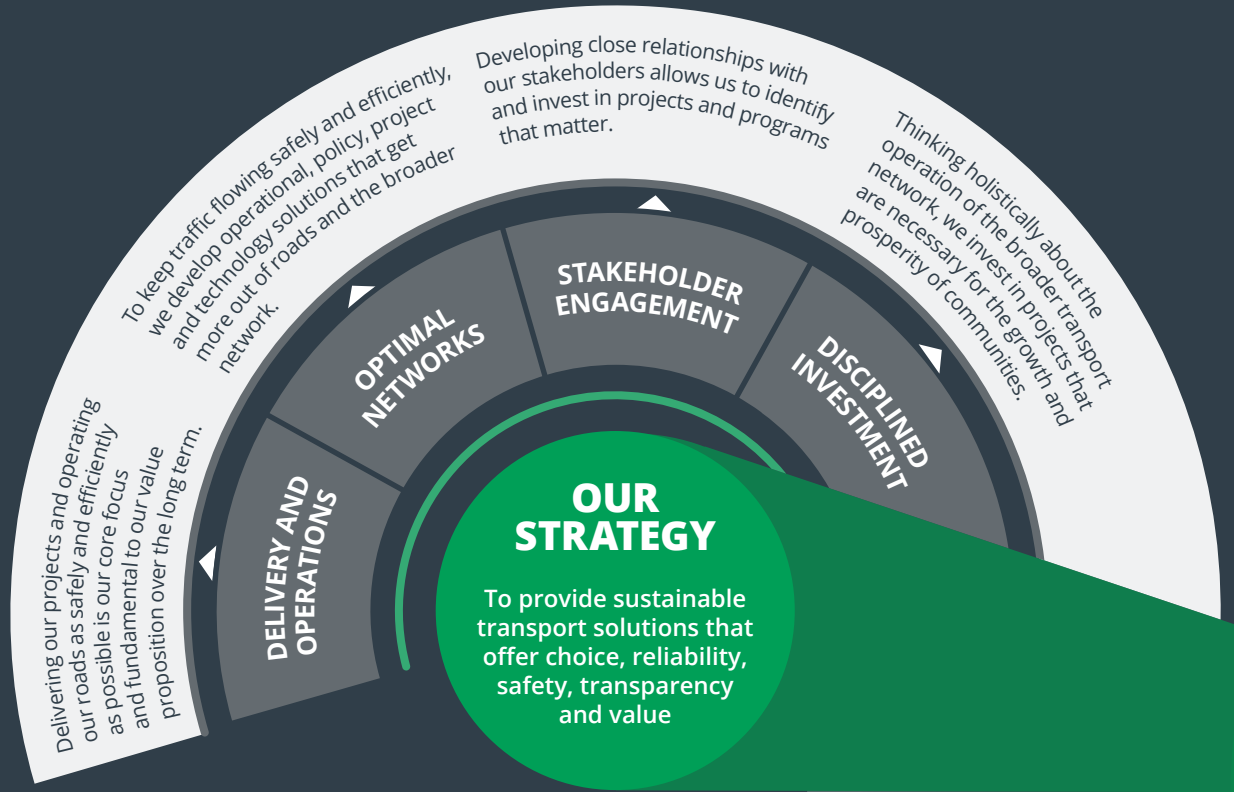 Delivering our projects and operating
our roads as safely and efficiently
as possible is our core focus
and fundamental to our value
proposition over the long term.
DELIVERY AND
OPERATIONS
To keep traffic flowing safely and efficiently,
we develop operational, policy, project
and technology solutions that get
more out of roads and the broader
network.
OPTIMAL
NETWORKS
Developing close relationships with
our stakeholders allows us to identify
and invest in projects and programs
that matter.
STAKEHOLDER
ENGAGEMENT
Thinking holistically about the
operation of the broader transport
network, we invest in projects that
are necessary for the growth and
prosperity of communities.
DISCIPLINED
INVESTMENT
OUR
STRATEGY
To provide sustainable
transport solutions that
offer choice, reliability,
safety, transparency
and value